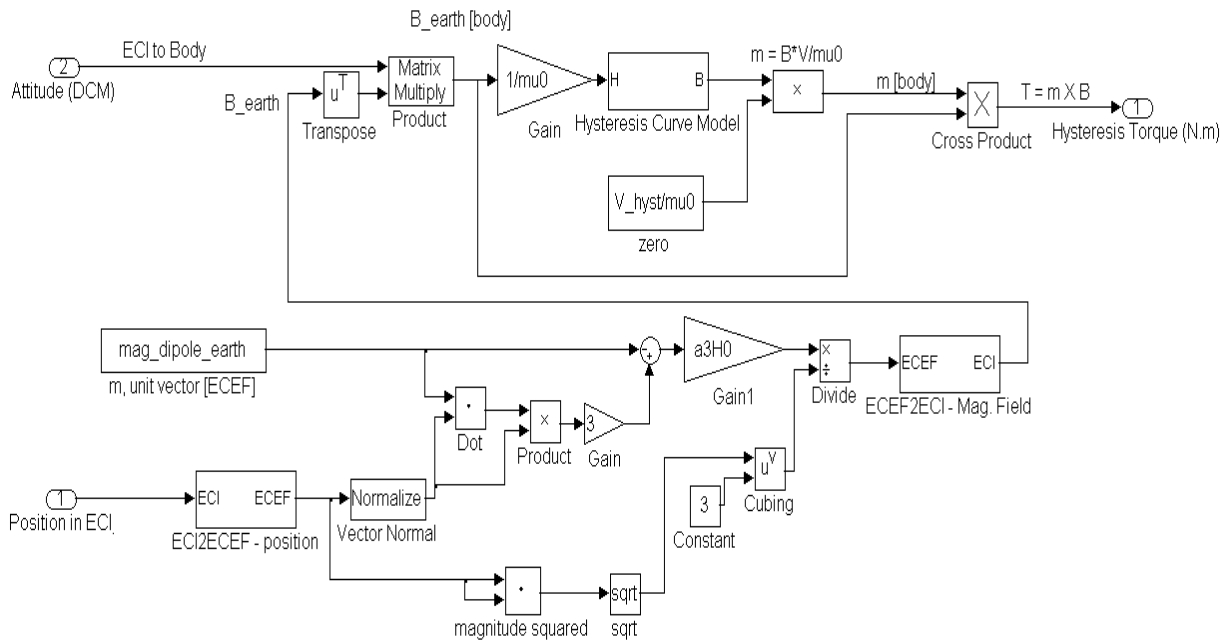 B_earth [body]
ECI to Body
2
Attitude (DCM)
B_earth
u^T
Transpose
Matrix
Multiply
Product
1/mu0
Gain
H
B
Hysteresis Curve Model
m = B*V/mu0
×
m [body]
X
Cross Product
T = m X B
1
Hysteresis Torque (N.m)
V_hyst/mu0
zero
mag_dipole_earth
m, unit vector [ECEF]
-
+
a3H0
Gain1
×
÷
Divide
ECEF
ECI
ECEF2ECI - Mag. Field
.
Dot
×
Product
3
Gain
1
Position in ECI.
ECI
ECEF
ECI2ECEF - position
Normalize
Vector Normal
3
Constant
u^v
Cubing
.
magnitude squared
sqrt
sqrt